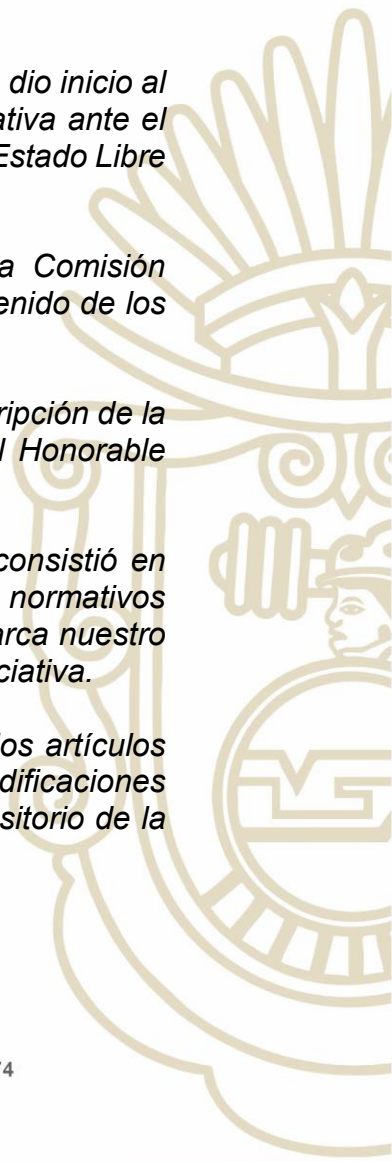 dio inicio al
ativa ante el
Estado Libre
a Comisión
enido de los
ripción de la
l Honorable
consistió en
normativos
arca nuestro
ciativa.
los artículos
dificaciones
sitorio de la
4